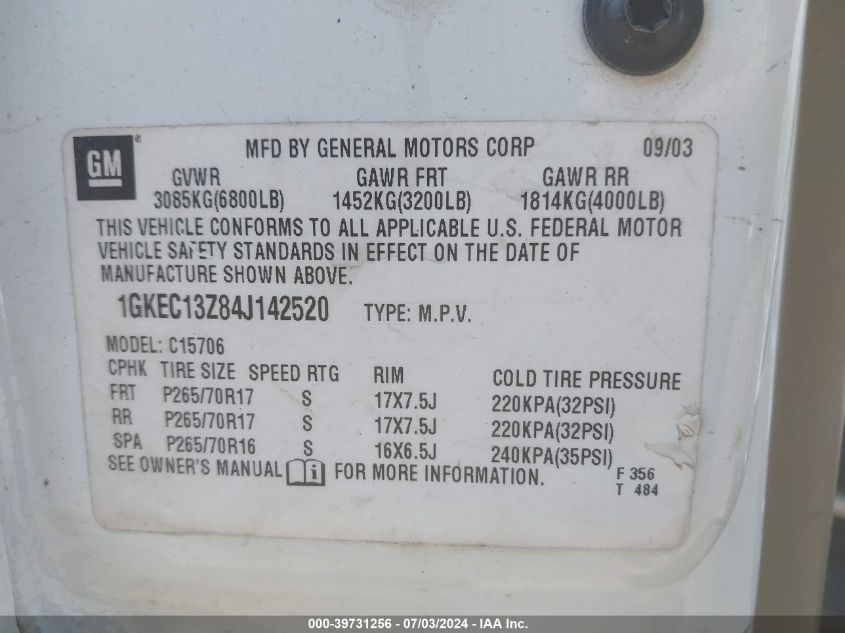 GM®
MFD BY GENERAL MOTORS CORP 09/03
GVWR GAWR FRT GAWR RR
3085KG(6800LB) 1452KG(3200LB) 1814KG(4000LB)
THIS VEHICLE CONFORMS TO ALL APPLICABLE U.S. FEDERAL MOTOR
VEHICLE SAFETY STANDARDS IN EFFECT ON THE DATE OF
MANUFACTURE SHOWN ABOVE.
1GKEC13Z84J142520 TYPE: M.P.V.
MODEL: C15706
CPHK TIRE SIZE SPEED RTG RIM COLD TIRE PRESSURE
FRT P265/70R17 S 17X7.5J 220KPA(32PSI)
RR P265/70R17 S 17X7.5J 220KPA(32PSI)
SPA P265/70R16 S 16X6.5J 240KPA(35PSI)
SEE OWNER'S MANUAL i FOR MORE INFORMATION.
F 356
T 484
000-39731256 - 07/03/2024 - IAA Inc.